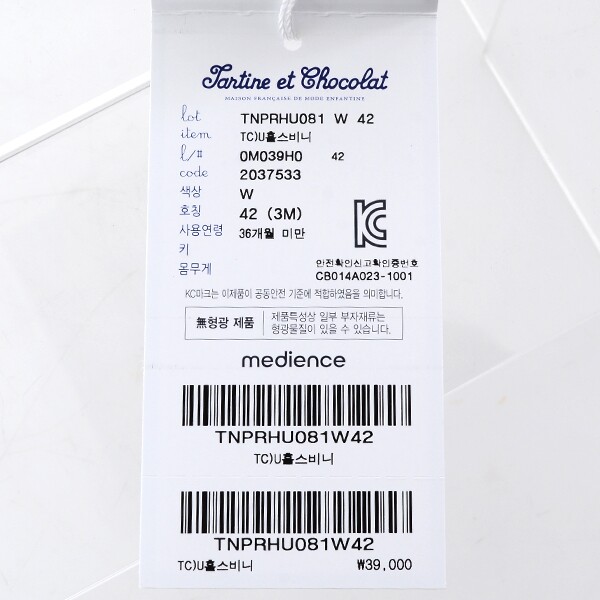 Tartine et Chocolat
MAISON FRANÇAISE DE MODE ENFANTINE
lot TNPRHU081 W 42
item TC)U홀스비니
l/# 0M039H0 42
code 2037533
색상 W
호칭 42 (3M)
사용연령 36개월 미만
키
몸무게
안전확인신고확인증번호
CB014A023-1001
KC마크는 이제품이 공동안전 기준에 적합하였음을 의미합니다.
無형광 제품
제품특성상 일부 부자재류는
형광물질이 있을 수 있습니다.
medience
TNPRHU081W42
TC)U홀스비니
TNPRHU081W42
TC)U홀스비니 ₩39,000